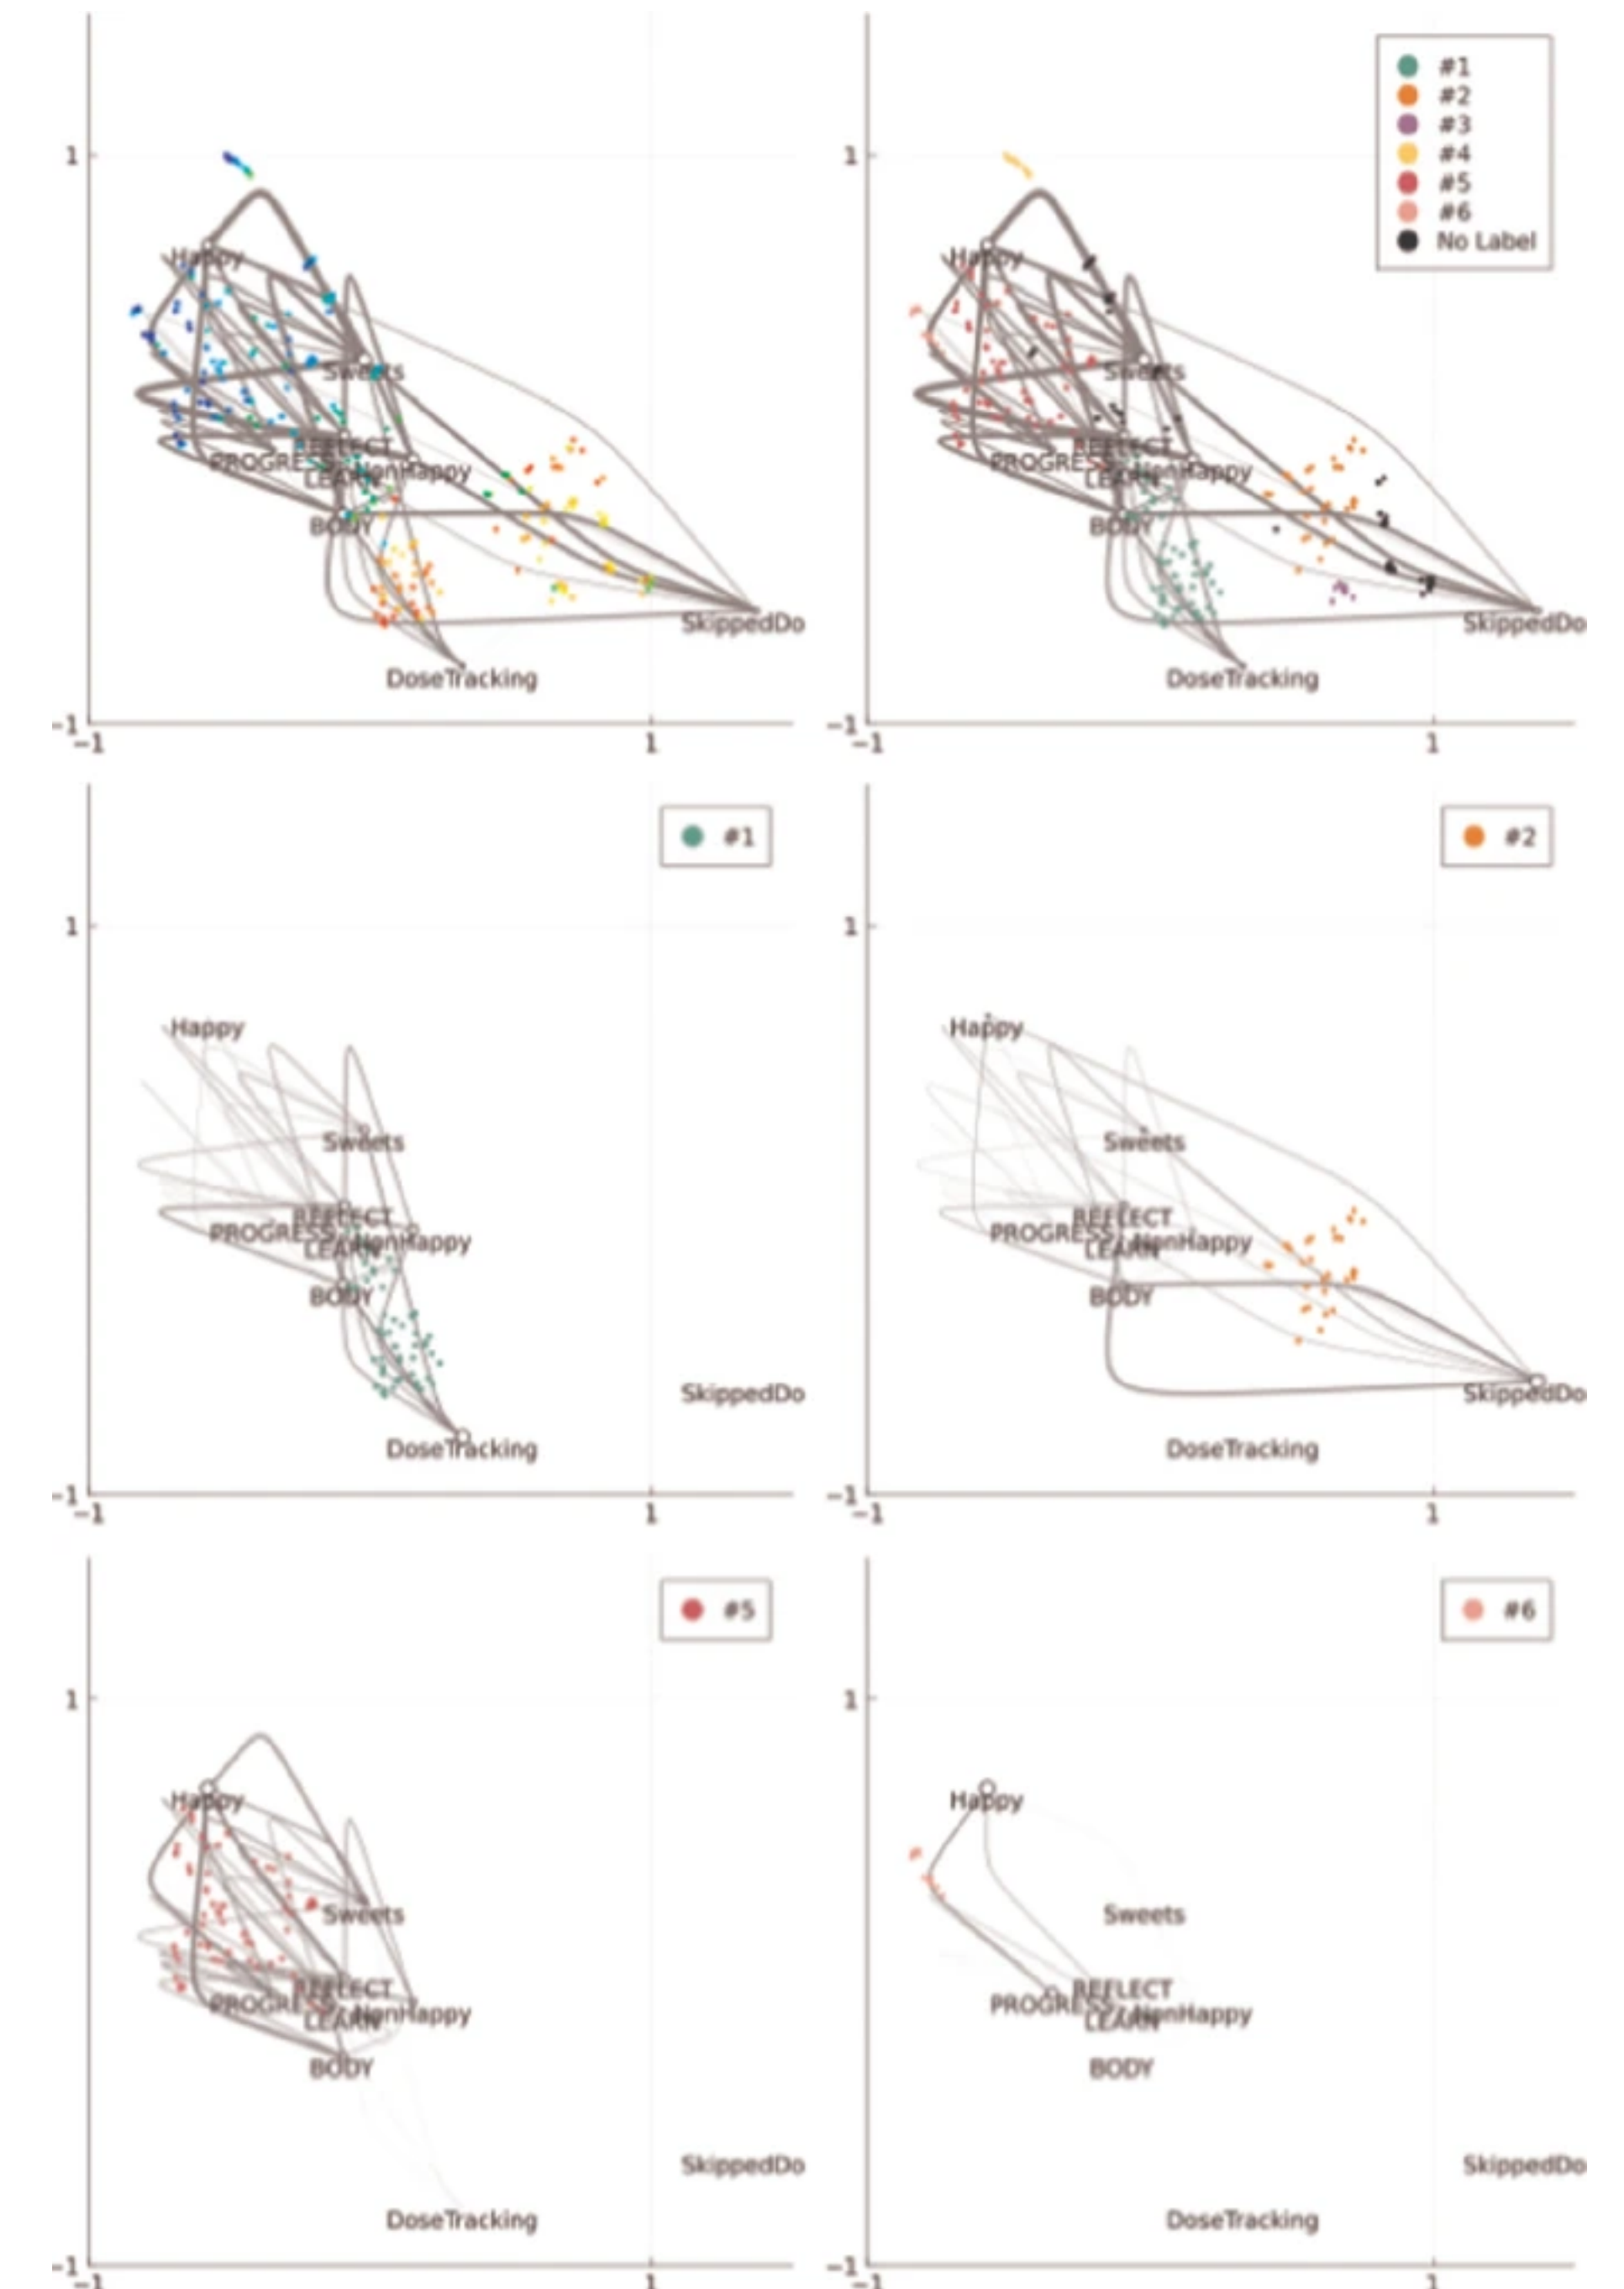 #1
#2
#3
#4
#5
#6
No Label
1
Happy
Sweets
REFLECT
PROGRESS
NonHappy
LEARN
BODY
SkippedDo
DoseTracking
-1
-1
1
1
Happy
Sweets
REFLECT
PROGRESS
NonHappy
LEARN
BODY
SkippedDo
DoseTracking
-1
-1
1
#1
1
Happy
Sweets
REFLECT
PROGRESS
NonHappy
LEARN
BODY
SkippedDo
DoseTracking
-1
-1
1
#2
1
Happy
Sweets
REFLECT
PROGRESS
NonHappy
LEARN
BODY
SkippedDo
DoseTracking
-1
-1
1
#5
1
Happy
Sweets
REFLECT
PROGRESS
NonHappy
LEARN
BODY
SkippedDo
DoseTracking
-1
-1
1
#6
1
Happy
Sweets
REFLECT
PROGRESS
NonHappy
LEARN
BODY
SkippedDo
DoseTracking
-1
-1
1